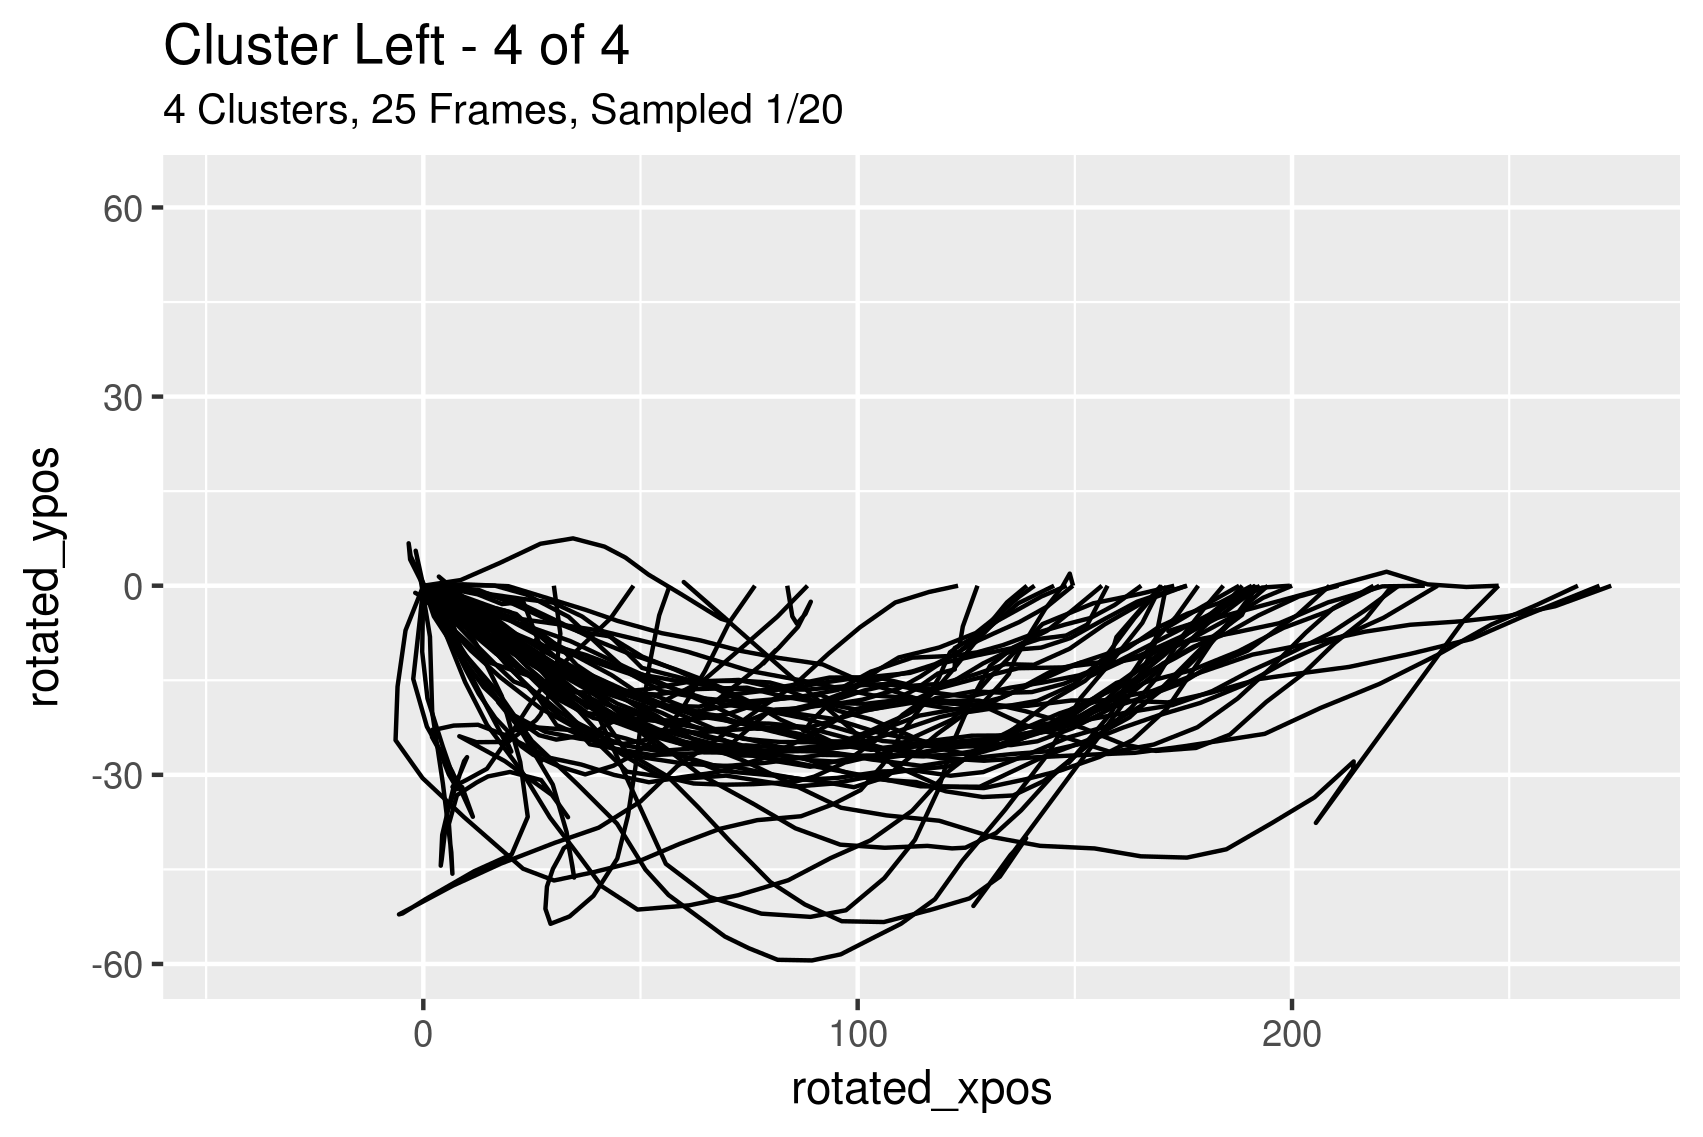 Cluster Left - 4 of 4
4 Clusters, 25 Frames, Sampled 1/20
60
30
0
-30
-60
rotated_ypos
0 100 200
rotated_xpos